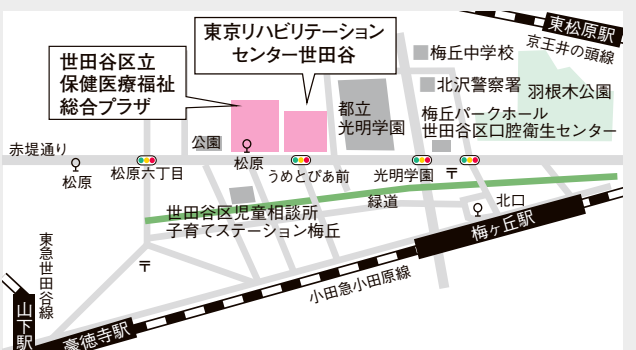 東京リハビリテーション
センター世田谷
世田谷区立
保健医療福祉
総合プラザ
東松原駅
京王井の頭線
梅丘中学校
北沢警察署
羽根木公園
都立
光明学園
梅丘パークホール
世田谷区口腔衛生センター
公園
赤堤通り
松原
松原六丁目
松原
うめとぴあ前
光明学園
〒
世田谷区児童相談所
子育てステーション梅丘
緑道
北口
梅ヶ丘駅
〒
東急世田谷線
小田急小田原線
山下駅
豪徳寺駅